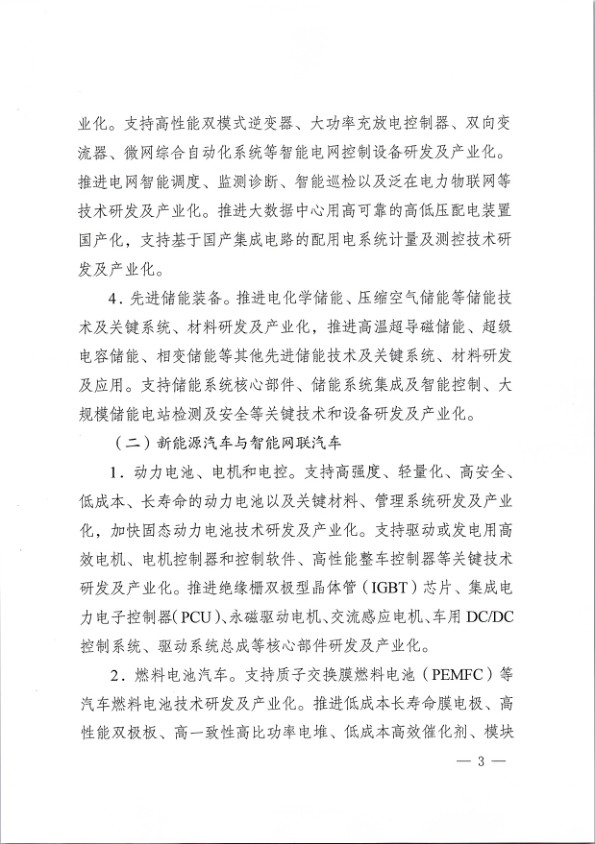 业化。支持高性能双模式逆变器、大功率充放电控制器、双向变
流器、微网综合自动化系统等智能电网控制设备研发及产业化。
推进电网智能调度、监测诊断、智能巡检以及泛在电力物联网等
技术研发及产业化。推进大数据中心用高可靠的高低压配电装置
国产化，支持基于国产集成电路的配用电系统计量及测控技术研
发及产业化。
4．先进储能装备。推进电化学储能、压缩空气储能等储能技
术及关键系统、材料研发及产业化，推进高温超导磁储能、超级
电容储能、相变储能等其他先进储能技术及关键系统、材料研发
及应用。支持储能系统核心部件、储能系统集成及智能控制、大
规模储能电站检测及安全等关键技术和设备研发及产业化。
（二）新能源汽车与智能网联汽车
1．动力电池、电机和电控。支持高强度、轻量化、高安全、
低成本、长寿命的动力电池以及关键材料、管理系统研发及产业
化，加快固态动力电池技术研发及产业化。支持驱动或发电用高
效电机、电机控制器和控制软件、高性能整车控制器等关键技术
研发及产业化。推进绝缘栅双极型晶体管（IGBT）芯片、集成电
力电子控制器（PCU）、永磁驱动电机、交流感应电机、车用 DC/DC
控制系统、驱动系统总成等核心部件研发及产业化。
2．燃料电池汽车。支持质子交换膜燃料电池（PEMFC）等
汽车燃料电池技术研发及产业化。推进低成本长寿命膜电极、高
性能双极板、高一致性高比功率电堆、低成本高效催化剂、模块
— 3 —